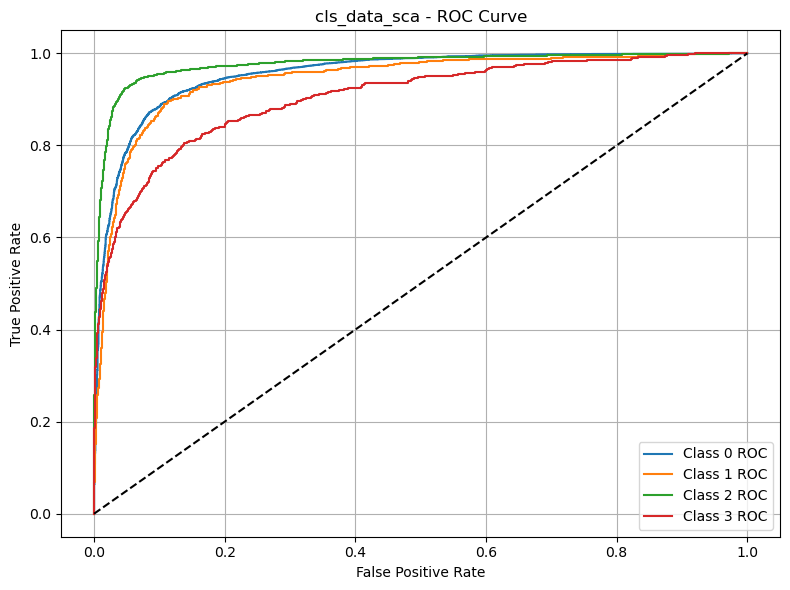 cls_data_sca - ROC Curve
True Positive Rate
1.0
0.8
0.6
0.4
0.2
0.0
0.0 0.2 0.4 0.6 0.8 1.0
False Positive Rate
Class 0 ROC
Class 1 ROC
Class 2 ROC
Class 3 ROC